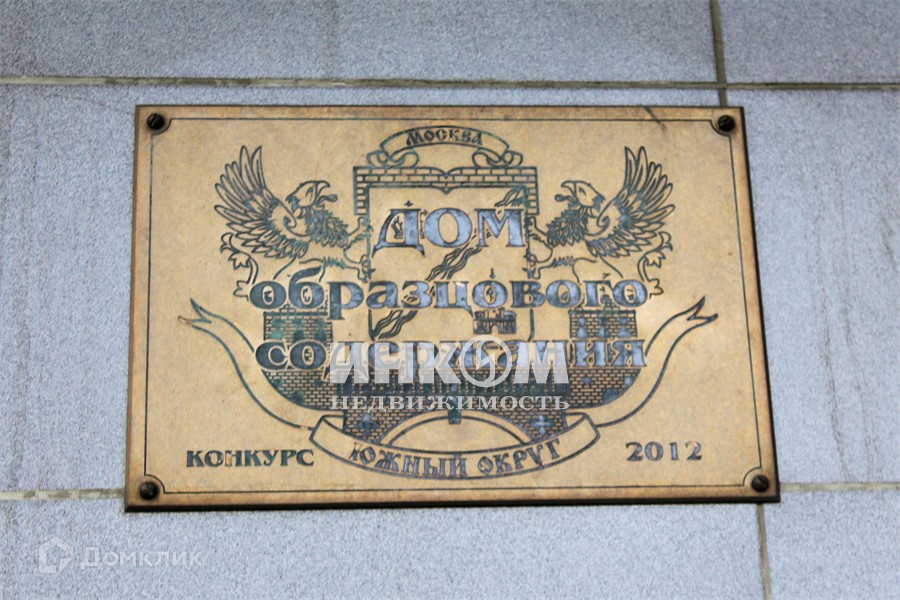 Москва
ДОМ
образцового
содержания
ИНКОМ
НЕДВИЖИМОСТЬ
ЮЖНЫЙ ОКРУГ
КОНКУРС 2012
Домклик